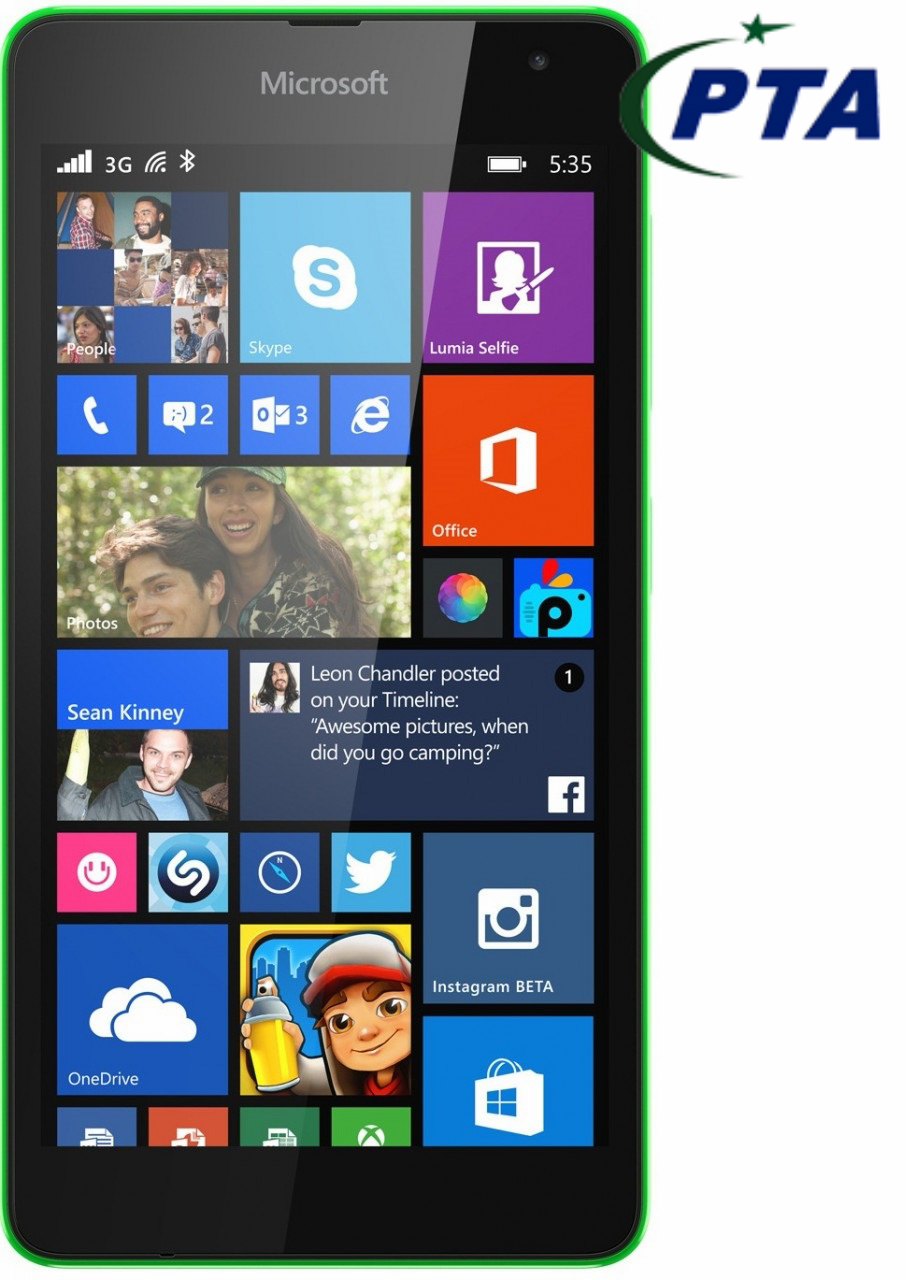 Microsoft
PTA
3G
5:35
People
Skype
Lumia Selfie
2
3
Office
Photos
Sean Kinney
Leon Chandler posted
on your Timeline:
"Awesome pictures, when
did you go camping?"
1
Instagram BETA
OneDrive